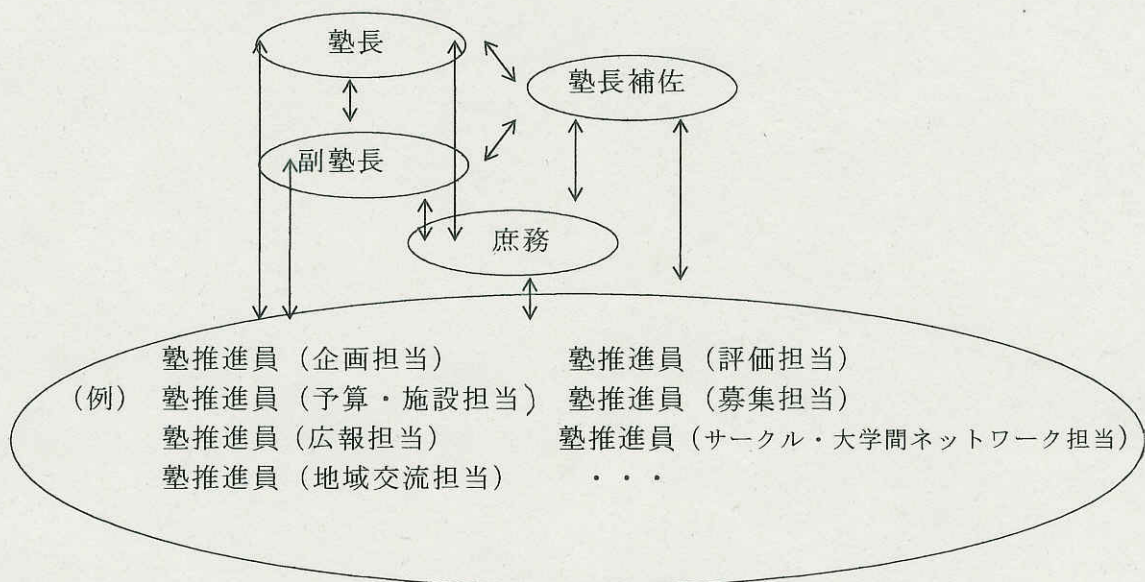 塾長
塾長補佐
副塾長
庶務
塾推進員（企画担当） 塾推進員（評価担当）
（例） 塾推進員（予算・施設担当） 塾推進員（募集担当）
塾推進員（広報担当） 塾推進員（サークル・大学間ネットワーク担当）
塾推進員（地域交流担当） ・・・